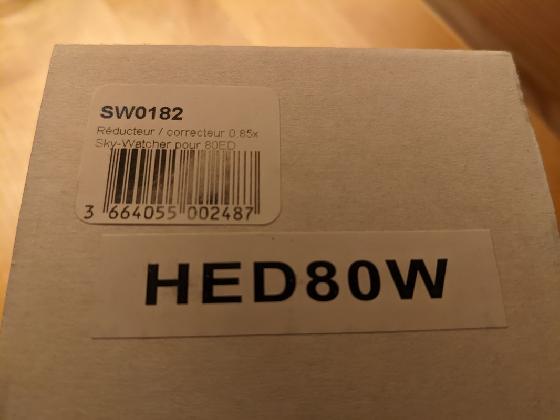 SW0182
Réducteur / correcteur 0.85x
Sky-Watcher pour 80ED
3 664055 002487
HED80W